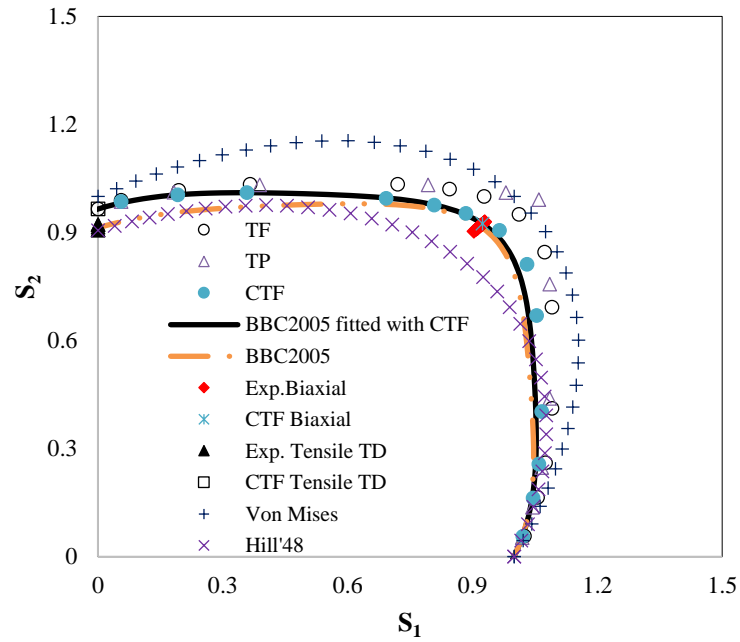 1.5
1.2
0.9
0.6
0.3
0
S2
TF
TP
CTF
BBC2005 fitted with CTF
BBC2005
Exp.Biaxial
CTF Biaxial
Exp. Tensile TD
CTF Tensile TD
Von Mises
Hill'48
0 0.3 0.6 0.9 1.2 1.5
S1